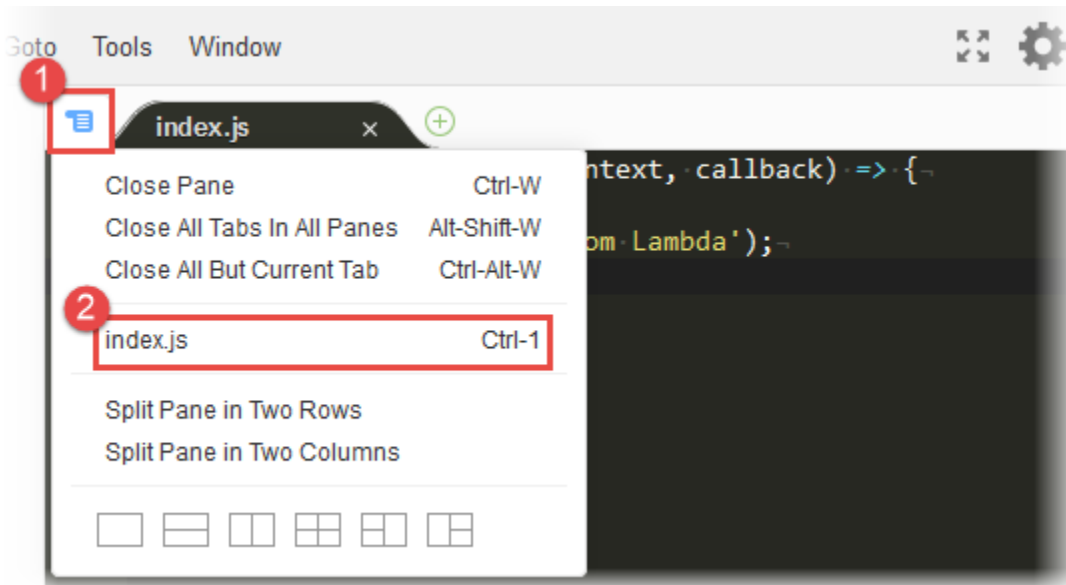 Goto Tools Window
1
index.js ×
ntext, callback) => {¬
Close Pane Ctrl-W
Close All Tabs In All Panes Alt-Shift-W
om·Lambda');¬
Close All But Current Tab Ctrl-Alt-W
2
index.js Ctrl-1
Split Pane in Two Rows
Split Pane in Two Columns